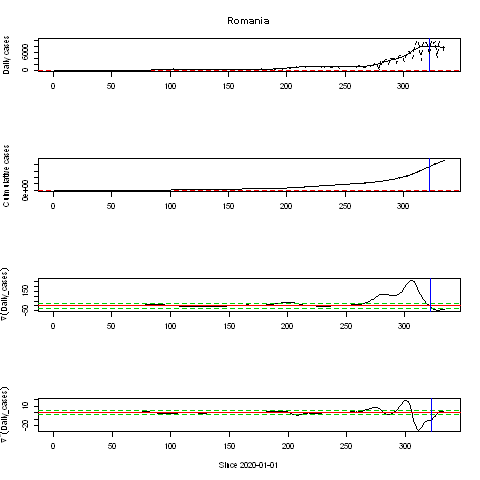 Romania
Daily cases
0 6000
0 50 100 150 200 250 300
Cumulative cases
0e+00
0 50 100 150 200 250 300
∇(Daily_cases)
-50 150
0 50 100 150 200 250 300
∇²(Daily_cases)
-20 10
0 50 100 150 200 250 300
Since 2020-01-01